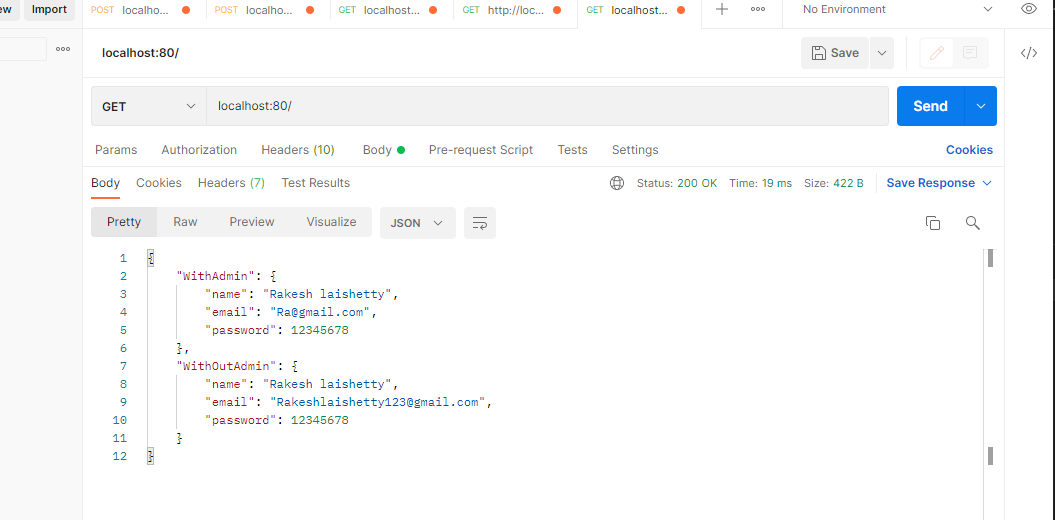 ew Import POST localho... POST localho... GET localhost... GET http://loc... GET localhost... No Environment
localhost:80/ Save
GET localhost:80/ Send
Params Authorization Headers (10) Body Pre-request Script Tests Settings Cookies
Body Cookies Headers (7) Test Results Status: 200 OK Time: 19 ms Size: 422 B Save Response
Pretty Raw Preview Visualize JSON
1 {
2 "WithAdmin": {
3 "name": "Rakesh laishetty",
4 "email": "Ra@gmail.com",
5 "password": 12345678
6 },
7 "WithOutAdmin": {
8 "name": "Rakesh laishetty",
9 "email": "Rakeshlaishetty123@gmail.com",
10 "password": 12345678
11 }
12 }